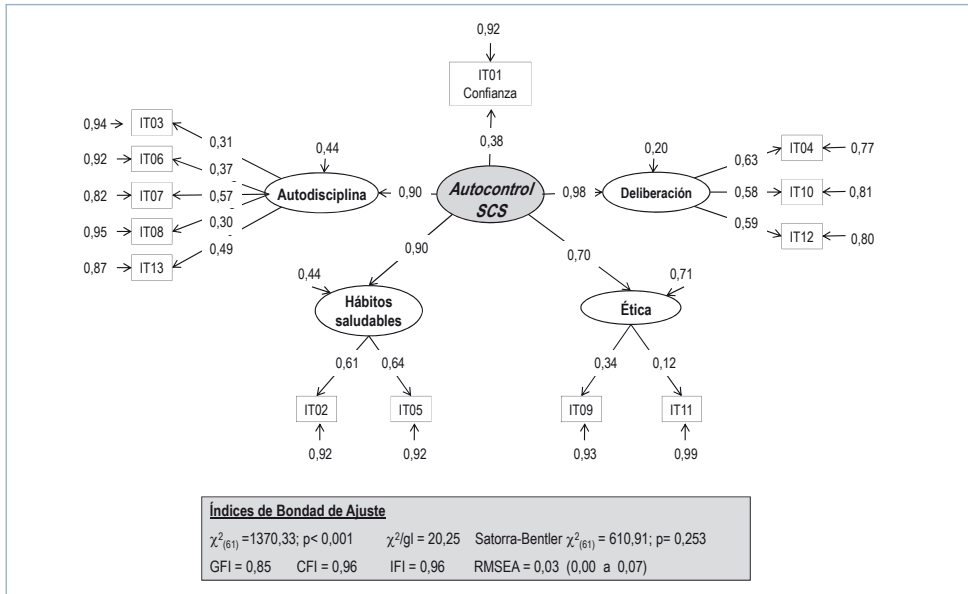 0,92
IT01
Confianza
0,38
0,94 IT03
0,31
0,92 IT06
0,37
0,82 IT07
0,57
0,95 IT08
0,30
0,87 IT13
0,49
0,44
Autodisciplina
0,90
Autocontrol
SCS
0,98
0,20
Deliberación
0,63
IT04 0,77
0,58
IT10 0,81
0,59
IT12 0,80
0,90
0,44
Hábitos
saludables
0,61 0,64
IT02 IT05
0,92 0,92
0,70
0,71
Ética
0,34 0,12
IT09 IT11
0,93 0,99
Índices de Bondad de Ajuste
χ²(61) =1370,33; p< 0,001 χ²/gl = 20,25 Satorra-Bentler χ²(61) = 610,91; p= 0,253
GFI = 0,85 CFI = 0,96 IFI = 0,96 RMSEA = 0,03 (0,00 a 0,07)